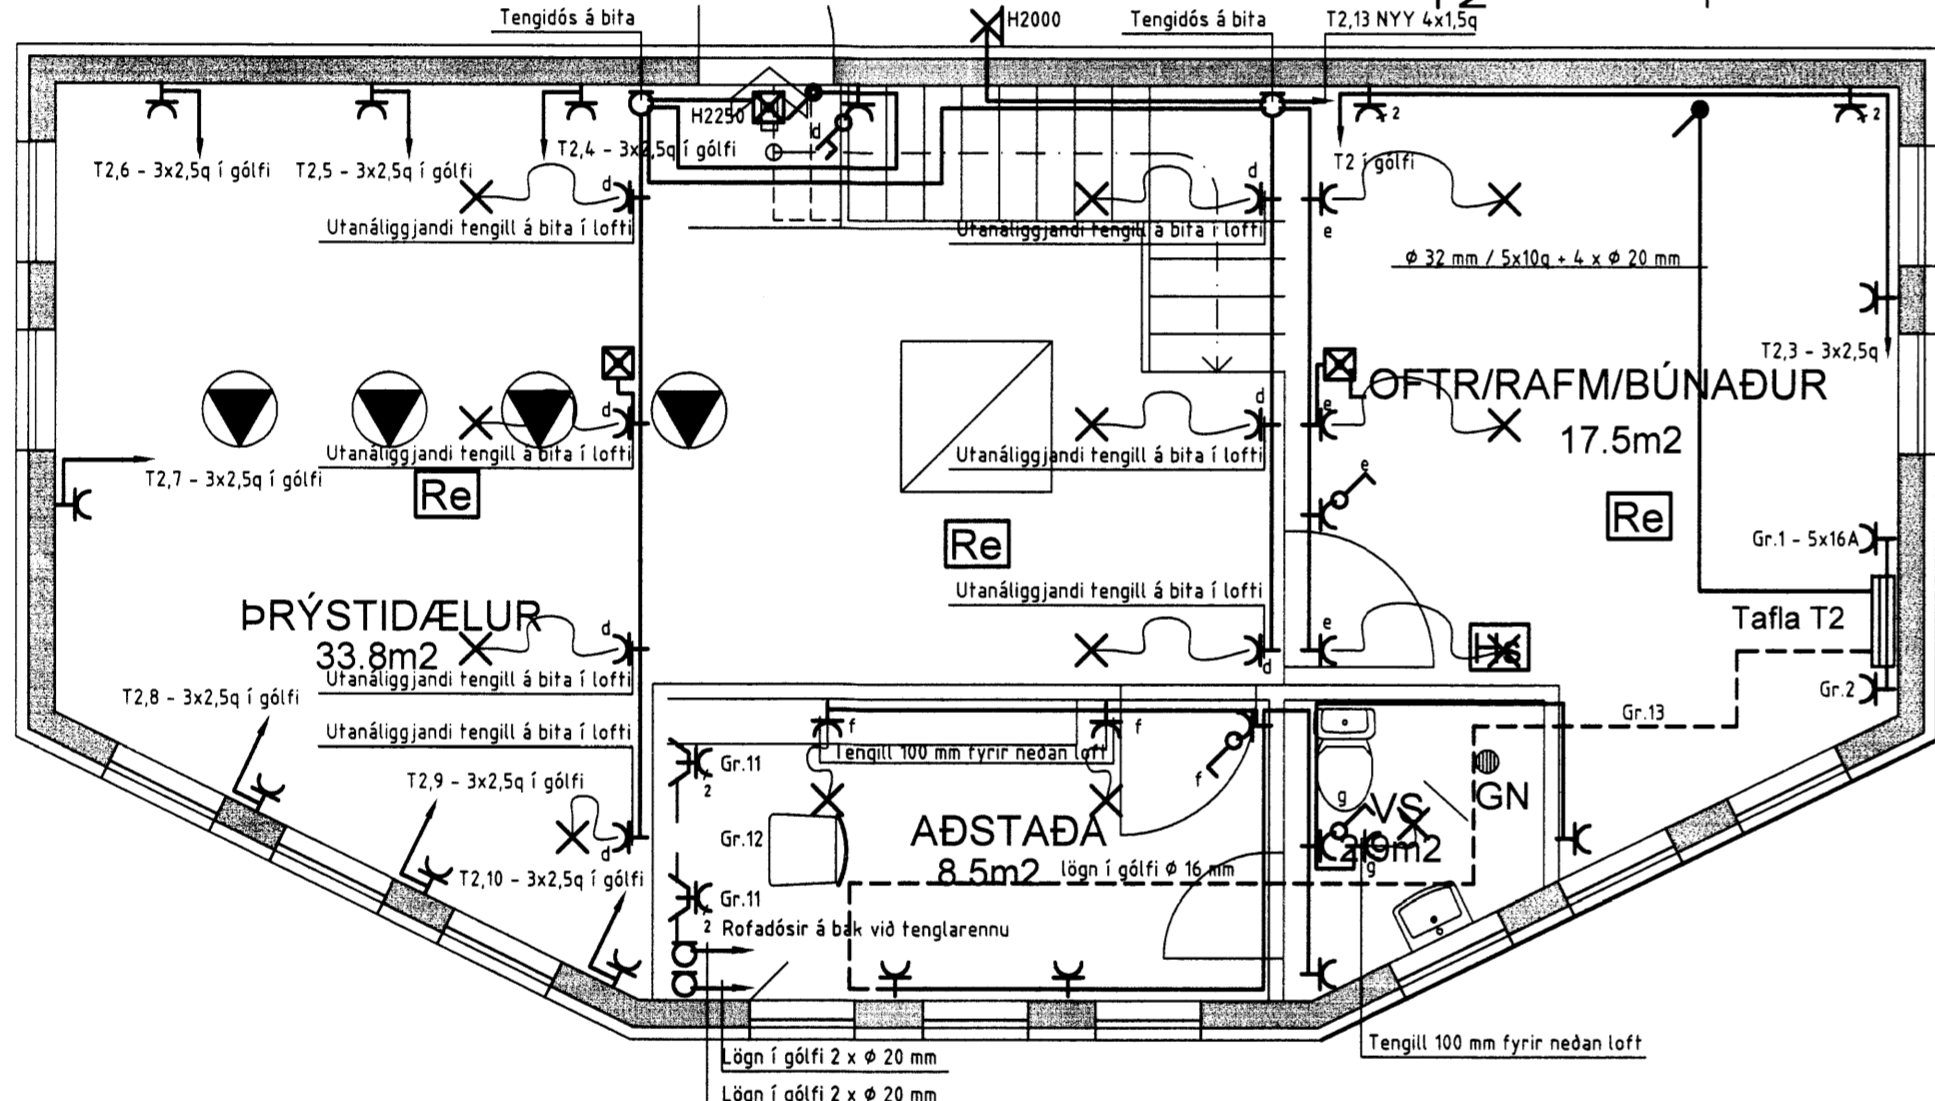 Tengidós á bita
H2000
Tengidós á bita
T2,13 NYY 4x1,5q
H2250
d
2
2
T2,6 - 3x2,5q í gólfi
T2,5 - 3x2,5q í gólfi
T2,4 - 3x2,5q í gólfi
T2 í gólfi
d
d
Utanáliggjandi tengill á bita í lofti
Utanáliggjandi tengill á bita í lofti
e
ϕ 32 mm / 5x10q + 4 x ϕ 20 mm
T2,3 - 3x2,5q
LOFTR/RAFM/BÚNAÐUR
17.5m2
d
d
e
Utanáliggjandi tengill á bita í lofti
Utanáliggjandi tengill á bita í lofti
T2,7 - 3x2,5q í gólfi
e
Re
Re
Re
Gr.1 - 5x16A
Utanáliggjandi tengill á bita í lofti
ÞRÝSTIDÆLUR
33.8m2
d
e
Tafla T2
d
Utanáliggjandi tengill á bita í lofti
Gr.2
T2,8 - 3x2,5q í gólfi
Gr.13
Utanáliggjandi tengill á bita í lofti
f
f
Tengill 100 mm fyrir neðan loft
Gr.11
2
f
T2,9 - 3x2,5q í gólfi
g
VS
GN
2.9m2
Gr.12
AÐSTAÐA
8.5m2
d
lögn í gólfi ϕ 16 mm
g
T2,10 - 3x2,5q í gólfi
Gr.11
2
Rofadósir á bak við tenglarennu
Tengill 100 mm fyrir neðan loft
Lögn í gólfi 2 x ϕ 20 mm
Lögn í gólfi 2 x ϕ 20 mm